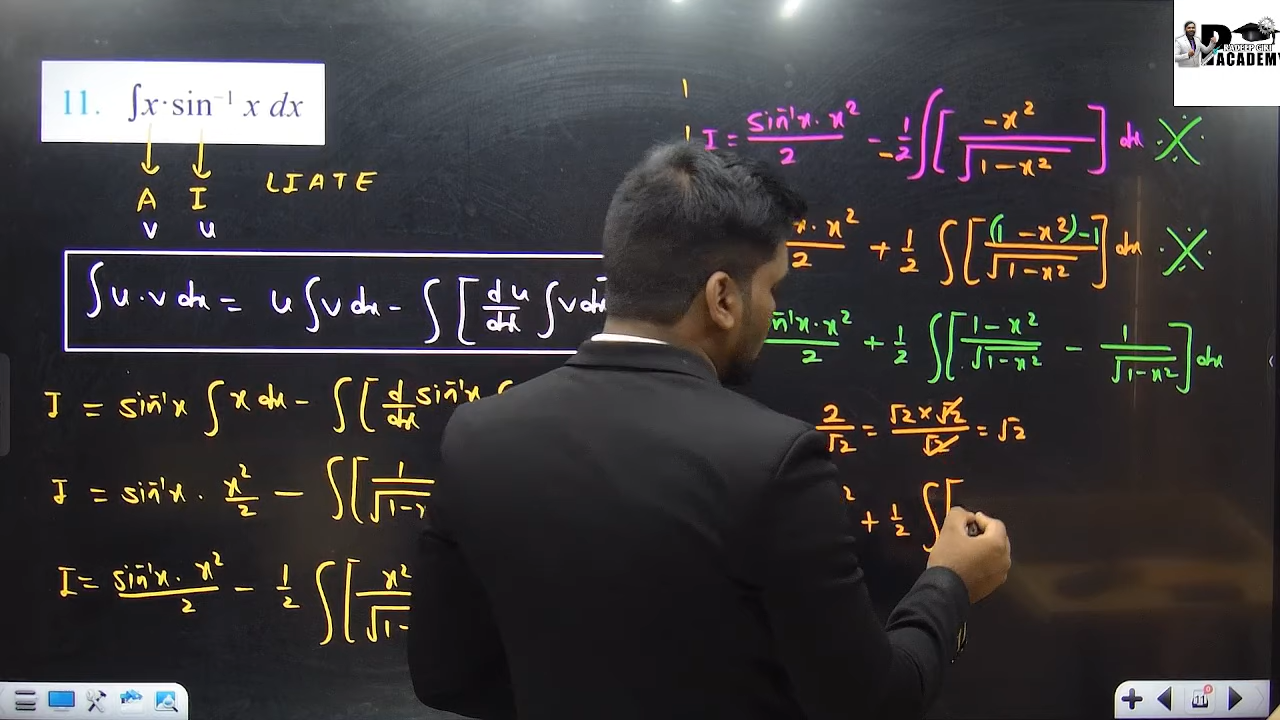 11. ∫x·sin⁻¹ x dx
A I LIATE
v u
∫u·v dx = u∫v dx - ∫[du/dx ∫v dx
I = sin⁻¹x ∫x dx - ∫[d/dx sin⁻¹x
I = sin⁻¹x · x²/2 - ∫[1/√1-x
I = sin⁻¹x · x²/2 - 1/2 ∫[x²/√1-
I = sin⁻¹x · x²/2 - - 1/2 ∫[-x²/√1-x²] dx X
x · x²/2 + 1/2 ∫[(1-x²)-1/√1-x²] dx X
sin⁻¹x · x²/2 + 1/2 ∫[1-x²/√1-x² - 1/√1-x²] dx
2/√2 = √2×√2/√2 = √2
2 + 1/2 ∫[
PRADEEP GIRI
ACADEMY
11